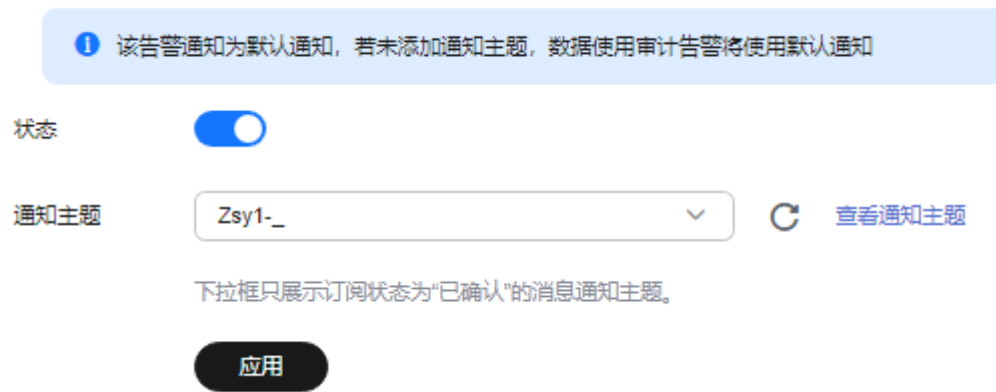 该告警通知为默认通知，若未添加通知主题，数据使用审计告警将使用默认通知
状态
通知主题 Zsy1-_ 查看通知主题
下拉框只展示订阅状态为“已确认”的消息通知主题。
应用